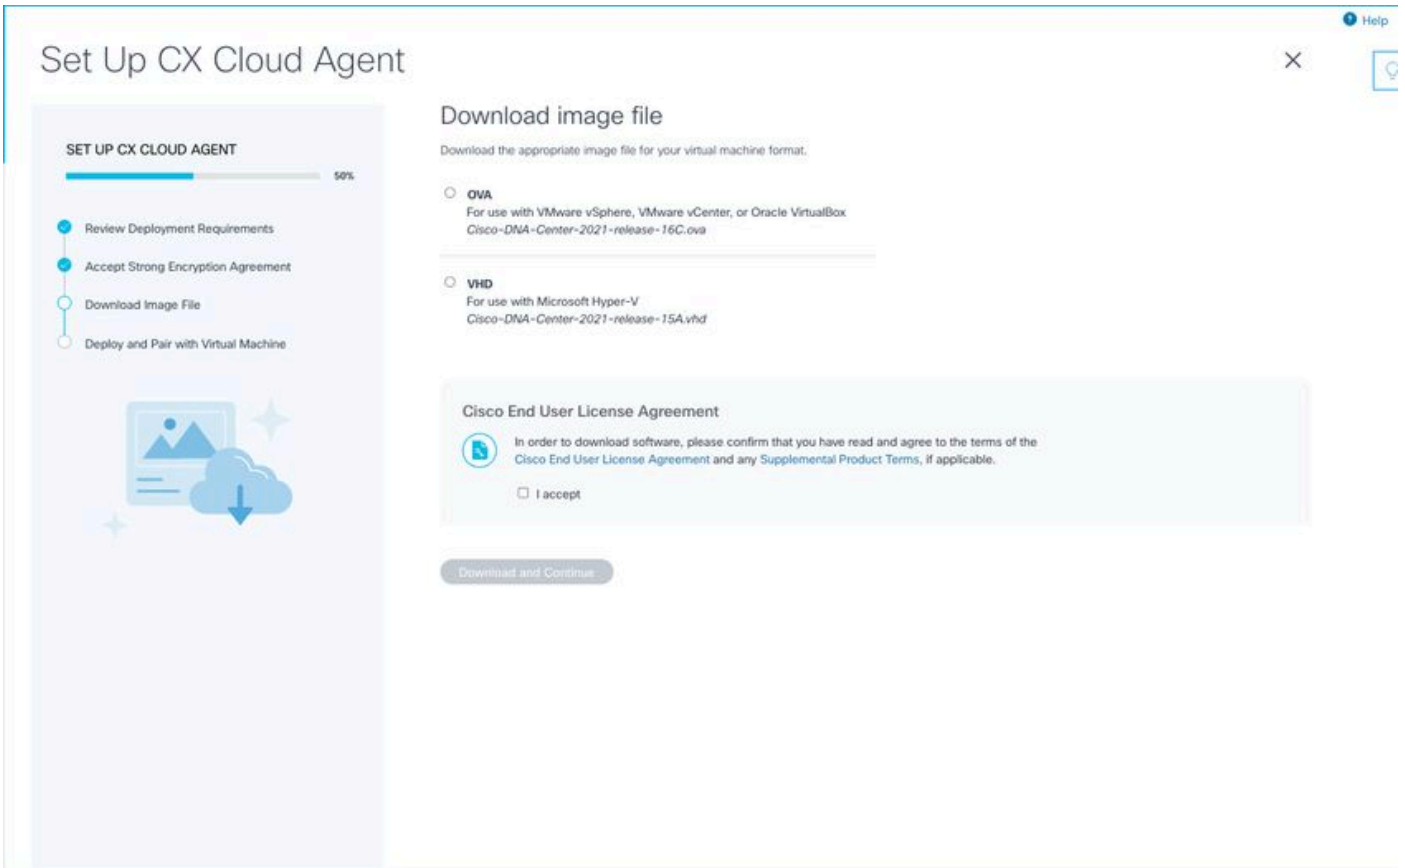 Help
Set Up CX Cloud Agent
SET UP CX CLOUD AGENT
50%
Review Deployment Requirements
Accept Strong Encryption Agreement
Download Image File
Deploy and Pair with Virtual Machine
Download image file
Download the appropriate image file for your virtual machine format.
OVA
For use with VMware vSphere, VMware vCenter, or Oracle VirtualBox
Cisco-DNA-Center-2021-release-16C.ova
VHD
For use with Microsoft Hyper-V
Cisco-DNA-Center-2021-release-15A.vhd
Cisco End User License Agreement
In order to download software, please confirm that you have read and agree to the terms of the
Cisco End User License Agreement and any Supplemental Product Terms, if applicable.
I accept
Download and Continue